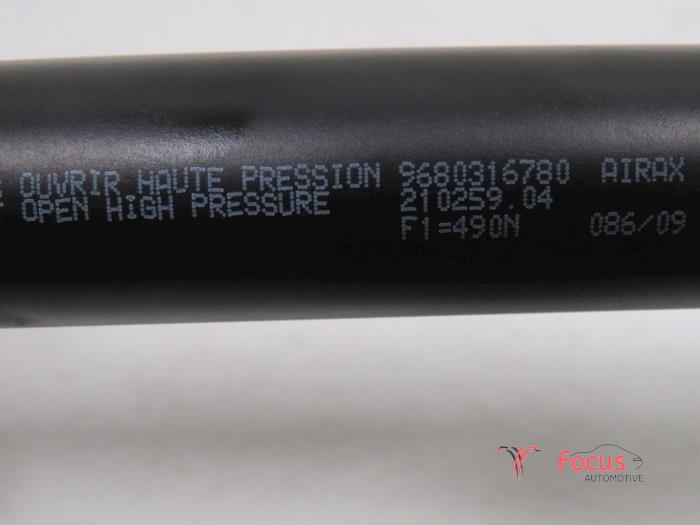 OUVRIR HAUTE PRESSION 9680316780 AIRAX
OPEN HIGH PRESSURE 210259.04
F1=490N 086/09
Focus
AUTOMOTIVE